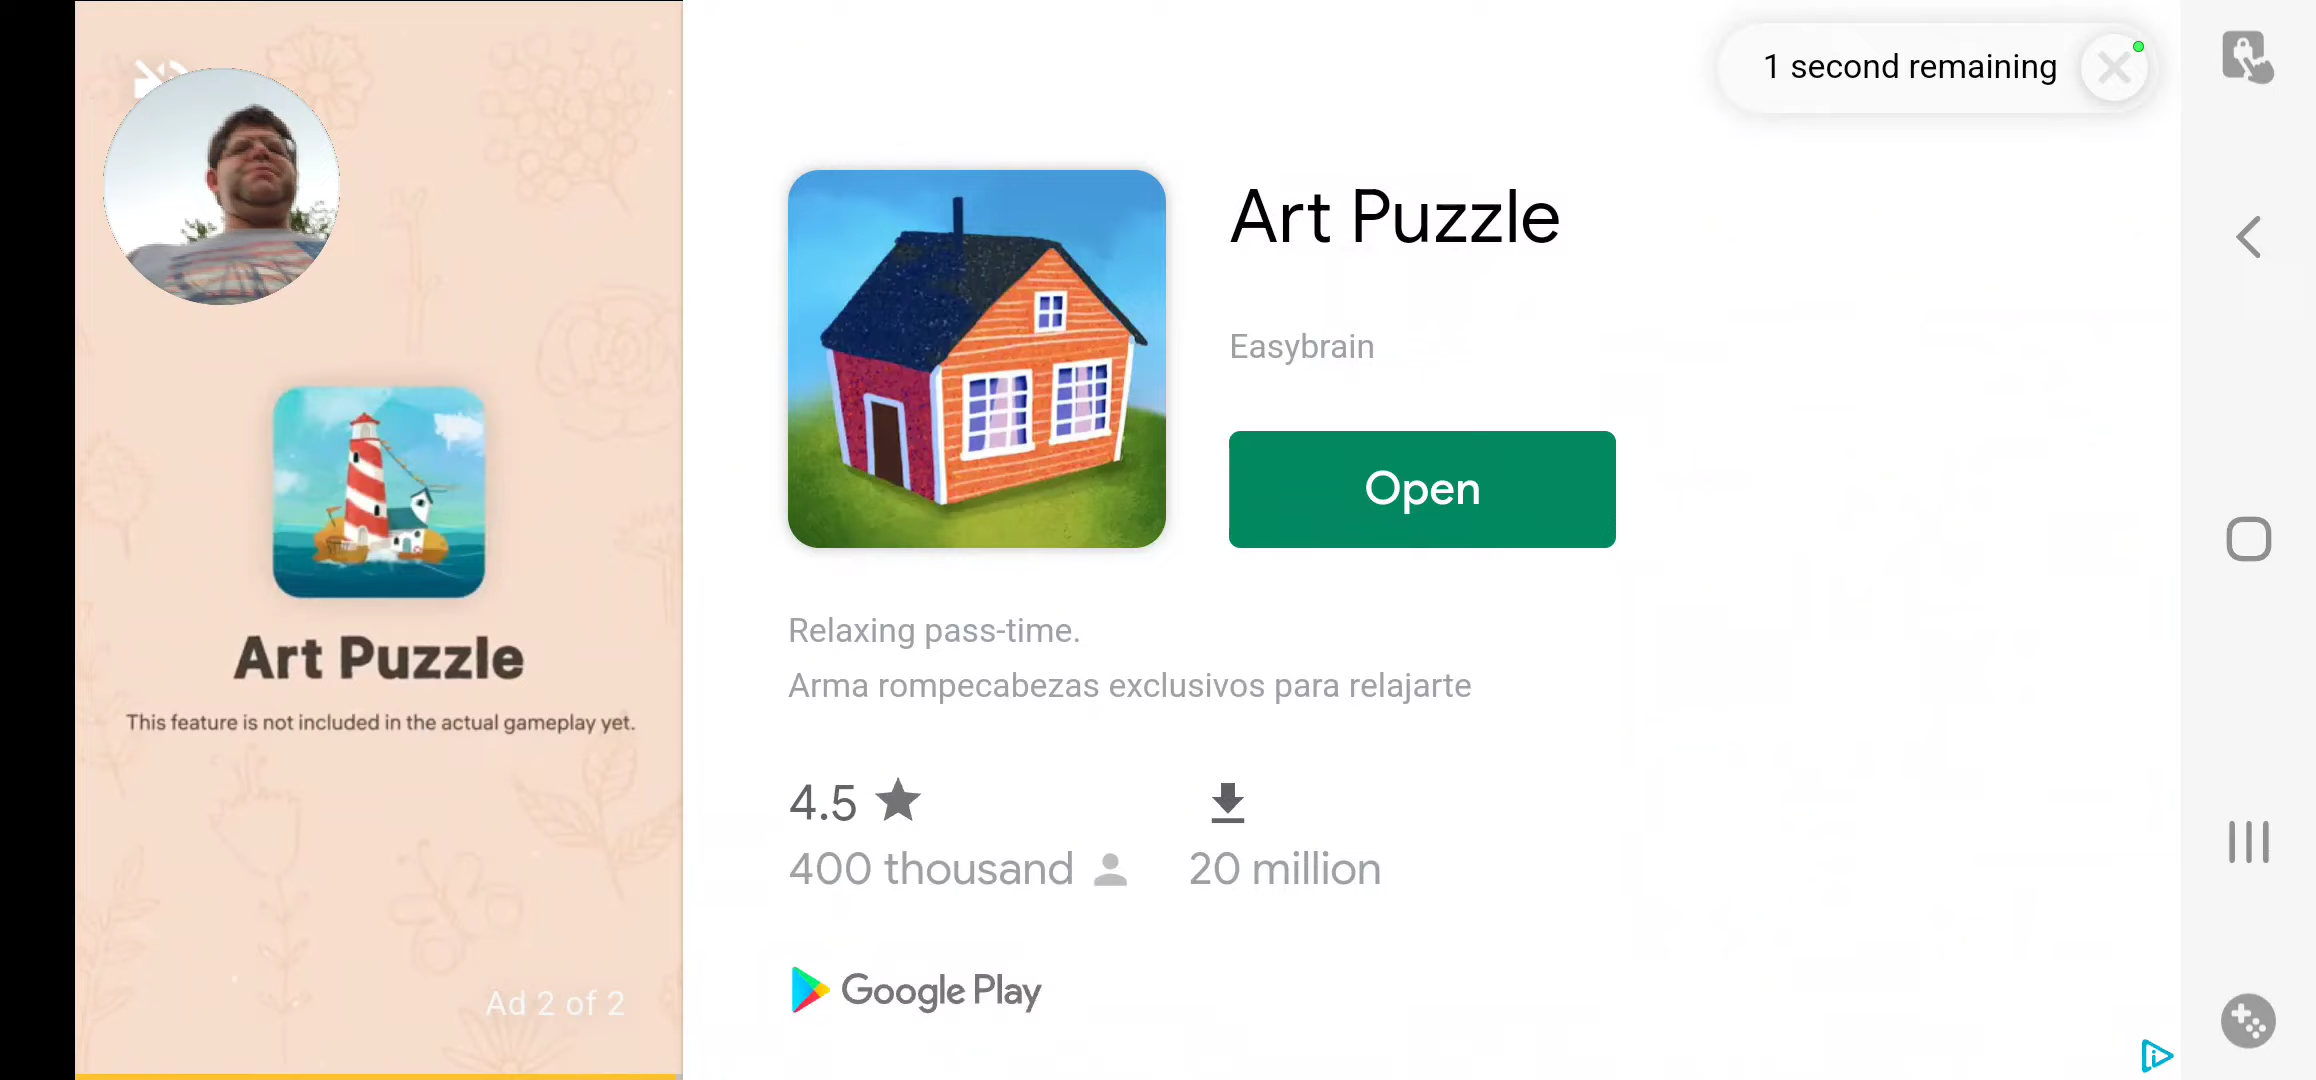 Art Puzzle
This feature is not included in the actual gameplay yet.
Ad 2 of 2
1 second remaining
Art Puzzle
Easybrain
Open
Relaxing pass-time.
Arma rompecabezas exclusivos para relajarte
4.5
400 thousand
20 million
Google Play